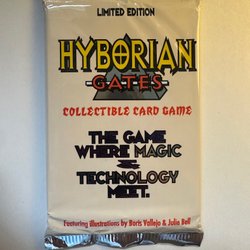 LIMITED EDITION
HYBORIAN
GATES
COLLECTIBLE CARD GAME
THE GAME
WHERE MAGIC
&
TECHNOLOGY
MEET.
Featuring Illustrations by Boris Vallejo & Julie Bell